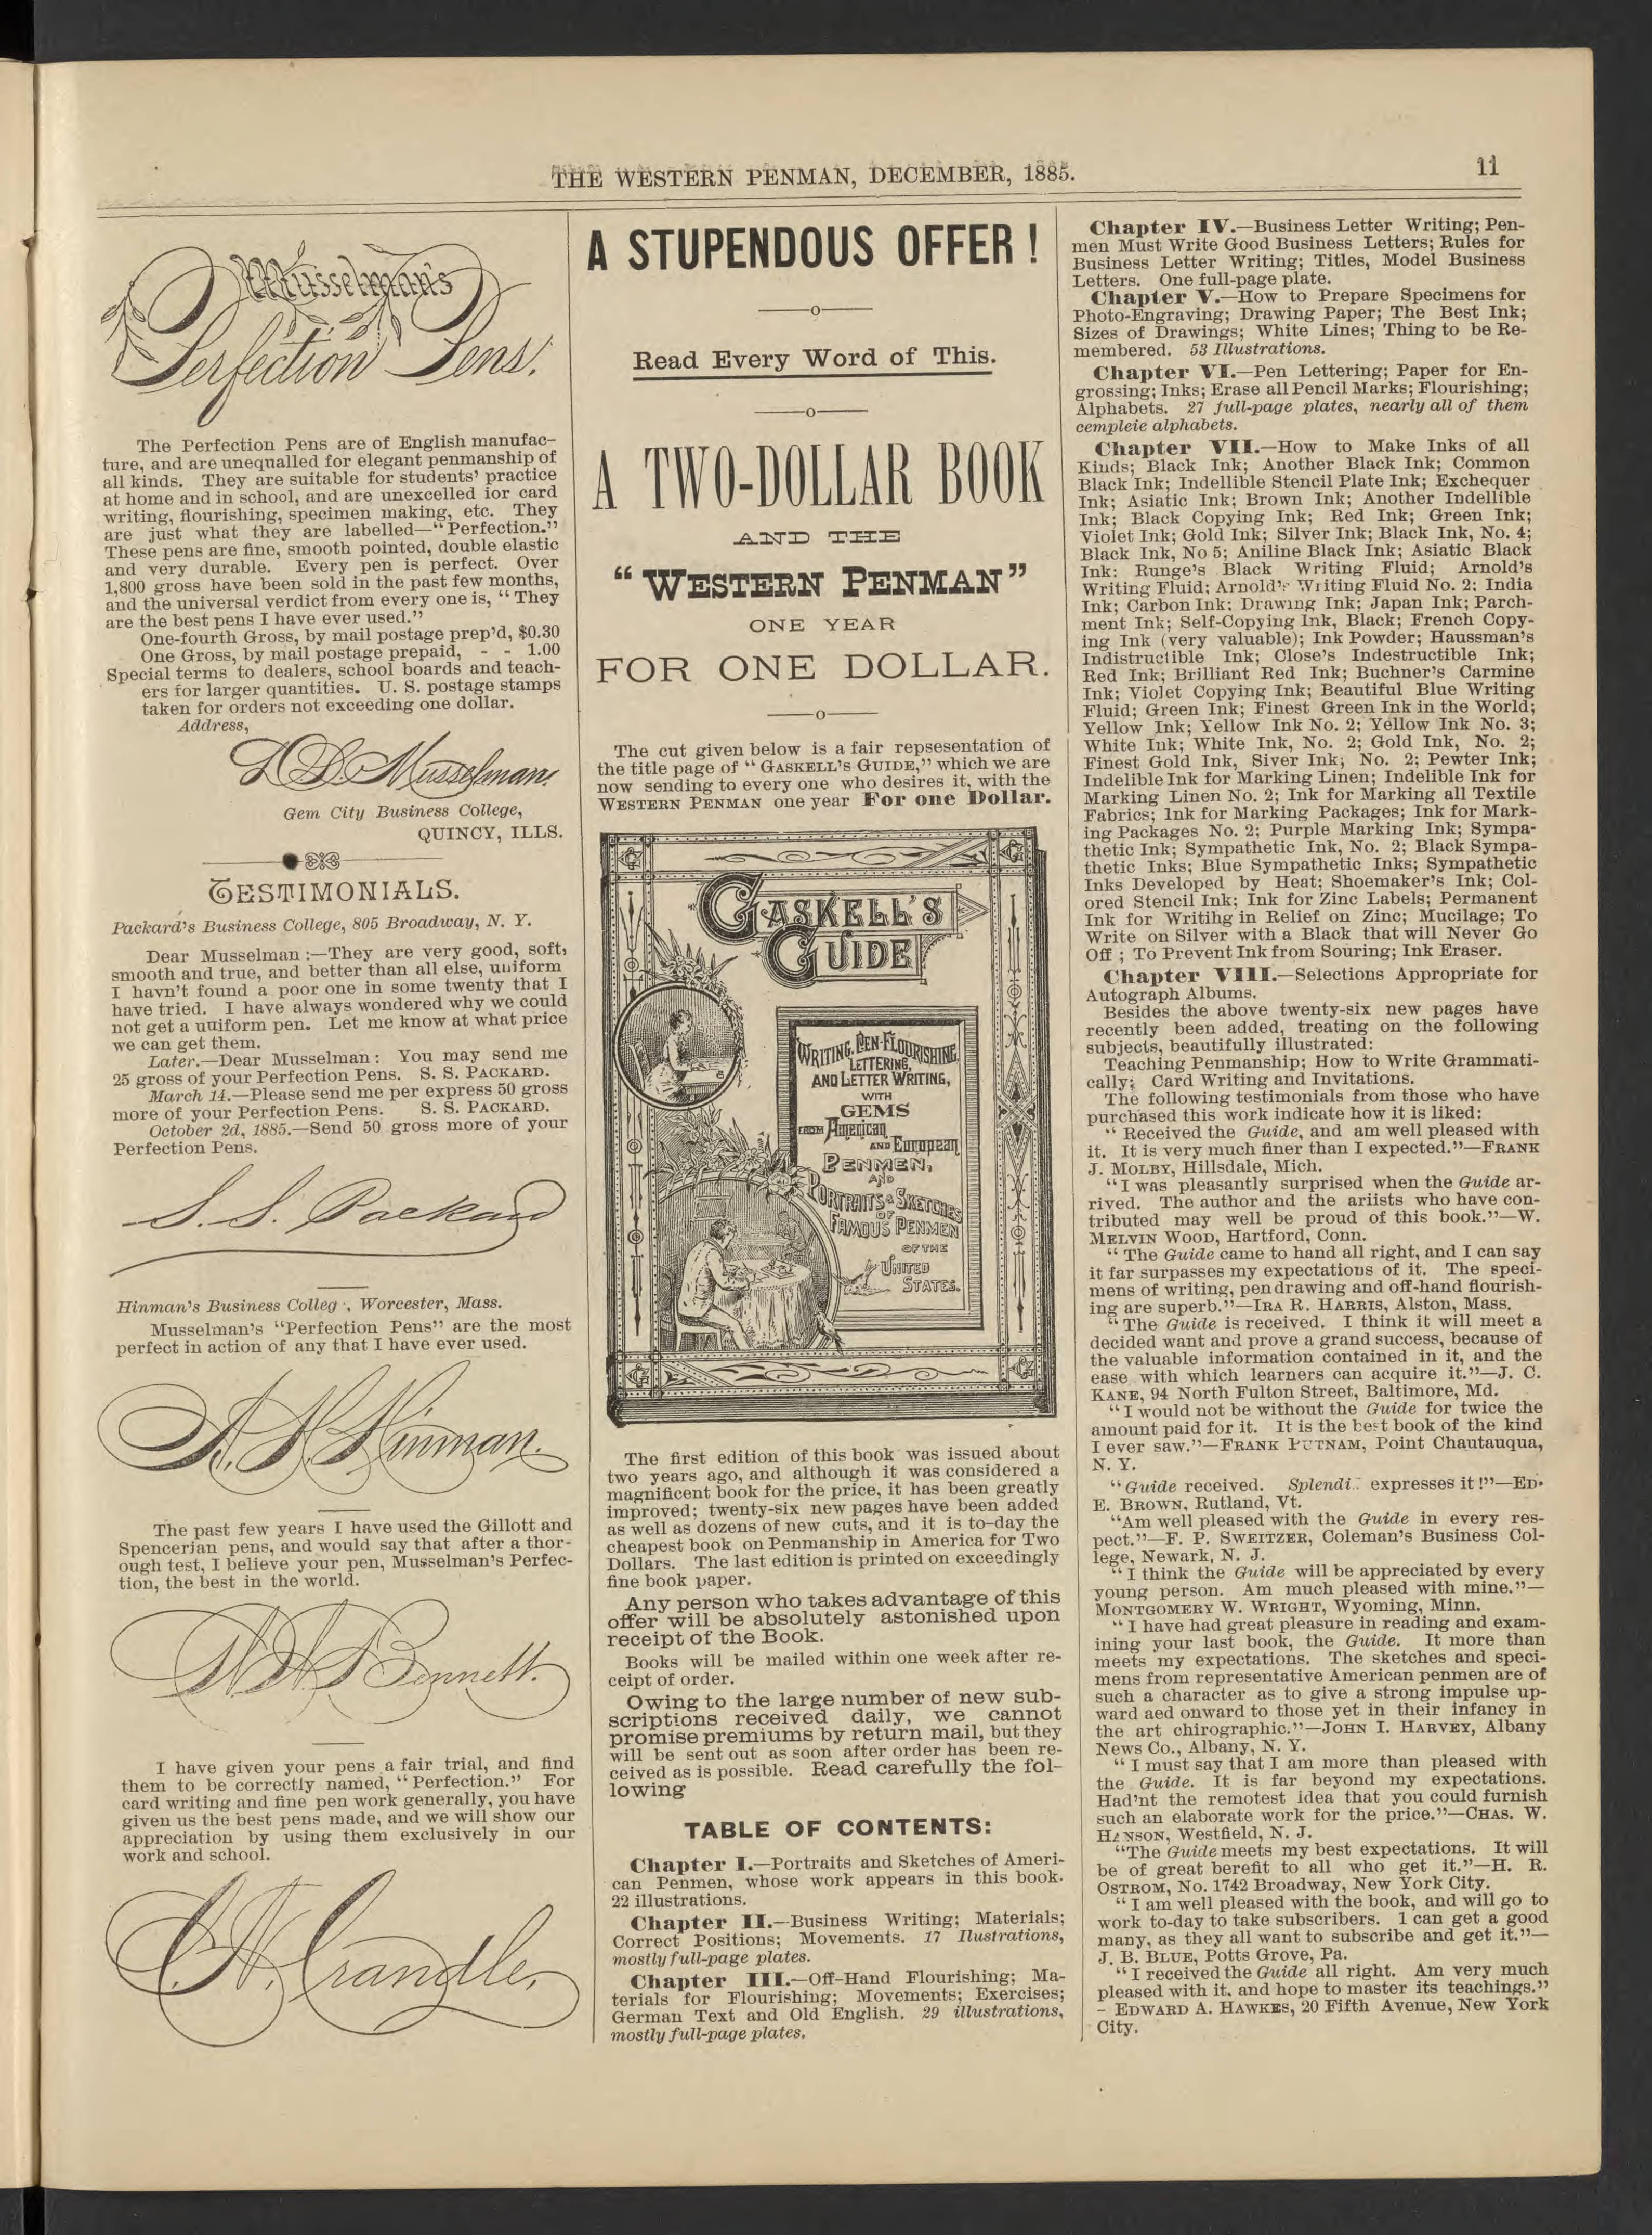 THE WESTERN PENMAN, DECEMBER, 1885.
11
Musselman's
Perfection Pens.
The Perfection Pens are of English manufac-
ture, and are unequalled for elegant penmanship of
all kinds. They are suitable for students' practice
at home and in school, and are unexcelled ior card
writing, flourishing, specimen making, etc. They
are just what they are labelled—"Perfection."
These pens are fine, smooth pointed, double elastic
and very durable. Every pen is perfect. Over
1,800 gross have been sold in the past few months,
and the universal verdict from every one is, "They
are the best pens I have ever used."
One-fourth Gross, by mail postage prep'd, $0.30
One Gross, by mail postage prepaid, - - 1.00
Special terms to dealers, school boards and teach-
ers for larger quantities. U. S. postage stamps
taken for orders not exceeding one dollar.
Address,
D. L. Musselman,
Gem City Business College,
QUINCY, ILLS.
TESTIMONIALS.
Packard's Business College, 805 Broadway, N. Y.
Dear Musselman :—They are very good, soft,
smooth and true, and better than all else, uniform
I havn't found a poor one in some twenty that I
have tried. I have always wondered why we could
not get a uuiform pen. Let me know at what price
we can get them.
Later.—Dear Musselman: You may send me
25 gross of your Perfection Pens. S. S. PACKARD.
March 14.—Please send me per express 50 gross
more of your Perfection Pens. S. S. PACKARD.
October 2d, 1885.—Send 50 gross more of your
Perfection Pens.
S. S. Packard
Hinman's Business Colleg , Worcester, Mass.
Musselman's "Perfection Pens" are the most
perfect in action of any that I have ever used.
A. H. Hinman.
The past few years I have used the Gillott and
Spencerian pens, and would say that after a thor-
ough test, I believe your pen, Musselman's Perfec-
tion, the best in the world.
Bennett.
I have given your pens a fair trial, and find
them to be correctly named, "Perfection." For
card writing and fine pen work generally, you have
given us the best pens made, and we will show our
appreciation by using them exclusively in our
work and school.
C. N. Crandle,
A STUPENDOUS OFFER !
—o—
Read Every Word of This.
—o—
A TWO-DOLLAR BOOK
AND THE
"WESTERN PENMAN"
ONE YEAR
FOR ONE DOLLAR.
—o—
The cut given below is a fair repsesentation of
the title page of "GASKELL'S GUIDE," which we are
now sending to every one who desires it, with the
WESTERN PENMAN one year For one Dollar.
GASKELL'S
GUIDE
WRITING, PEN-FLOURISHING,
LETTERING,
AND LETTER WRITING,
WITH
GEMS
FROM American
AND European
PENMEN,
AND
PORTRAITS & SKETCHES
OF
FAMOUS PENMEN
OF THE
UNITED
STATES.
The first edition of this book was issued about
two years ago, and although it was considered a
magnificent book for the price, it has been greatly
improved; twenty-six new pages have been added
as well as dozens of new cuts, and it is to-day the
cheapest book on Penmanship in America for Two
Dollars. The last edition is printed on exceedingly
fine book paper.
Any person who takes advantage of this
offer will be absolutely astonished upon
receipt of the Book.
Books will be mailed within one week after re-
ceipt of order.
Owing to the large number of new sub-
scriptions received daily, we cannot
promise premiums by return mail, but they
will be sent out as soon after order has been re-
ceived as is possible. Read carefully the fol-
lowing
TABLE OF CONTENTS:
Chapter I.—Portraits and Sketches of Ameri-
can Penmen, whose work appears in this book.
22 illustrations.
Chapter II.—Business Writing; Materials;
Correct Positions; Movements. 17 Ilustrations,
mostly full-page plates.
Chapter III.—Off-Hand Flourishing; Ma-
terials for Flourishing; Movements; Exercises;
German Text and Old English. 29 illustrations,
mostly full-page plates.
Chapter IV.—Business Letter Writing; Pen-
men Must Write Good Business Letters; Rules for
Business Letter Writing; Titles, Model Business
Letters. One full-page plate.
Chapter V.—How to Prepare Specimens for
Photo-Engraving; Drawing Paper; The Best Ink;
Sizes of Drawings; White Lines; Thing to be Re-
membered. 53 Illustrations.
Chapter VI.—Pen Lettering; Paper for En-
grossing; Inks; Erase all Pencil Marks; Flourishing;
Alphabets. 27 full-page plates, nearly all of them
cempleie alphabets.
Chapter VII.—How to Make Inks of all
Kinds; Black Ink; Another Black Ink; Common
Black Ink; Indellible Stencil Plate Ink; Exchequer
Ink; Asiatic Ink; Brown Ink; Another Indellible
Ink; Black Copying Ink; Red Ink; Green Ink;
Violet Ink; Gold Ink; Silver Ink; Black Ink, No. 4;
Black Ink, No 5; Aniline Black Ink; Asiatic Black
Ink: Runge's Black Writing Fluid; Arnold's
Writing Fluid; Arnold's Writing Fluid No. 2; India
Ink; Carbon Ink; Drawing Ink; Japan Ink; Parch-
ment Ink; Self-Copying Ink, Black; French Copy-
ing Ink (very valuable); Ink Powder; Haussman's
Indistructible Ink; Close's Indestructible Ink;
Red Ink; Brilliant Red Ink; Buchner's Carmine
Ink; Violet Copying Ink; Beautiful Blue Writing
Fluid; Green Ink; Finest Green Ink in the World;
Yellow Ink; Yellow Ink No. 2; Yellow Ink No. 3;
White Ink; White Ink, No. 2; Gold Ink, No. 2;
Finest Gold Ink, Siver Ink; No. 2; Pewter Ink;
Indelible Ink for Marking Linen; Indelible Ink for
Marking Linen No. 2; Ink for Marking all Textile
Fabrics; Ink for Marking Packages; Ink for Mark-
ing Packages No. 2; Purple Marking Ink; Sympa-
thetic Ink; Sympathetic Ink, No. 2; Black Sympa-
thetic Inks; Blue Sympathetic Inks; Sympathetic
Inks Developed by Heat; Shoemaker's Ink; Col-
ored Stencil Ink; Ink for Zinc Labels; Permanent
Ink for Writihg in Relief on Zinc; Mucilage; To
Write on Silver with a Black that will Never Go
Off ; To Prevent Ink from Souring; Ink Eraser.
Chapter VIII.—Selections Appropriate for
Autograph Albums.
Besides the above twenty-six new pages have
recently been added, treating on the following
subjects, beautifully illustrated:
Teaching Penmanship; How to Write Grammati-
cally; Card Writing and Invitations.
The following testimonials from those who have
purchased this work indicate how it is liked:
"Received the Guide, and am well pleased with
it. It is very much finer than I expected."—FRANK
J. MOLBY, Hillsdale, Mich.
"I was pleasantly surprised when the Guide ar-
rived. The author and the ariists who have con-
tributed may well be proud of this book."—W.
MELVIN WOOD, Hartford, Conn.
"The Guide came to hand all right, and I can say
it far surpasses my expectations of it. The speci-
mens of writing, pen drawing and off-hand flourish-
ing are superb."—IRA R. HARRIS, Alston, Mass.
"The Guide is received. I think it will meet a
decided want and prove a grand success, because of
the valuable information contained in it, and the
ease with which learners can acquire it."—J. C.
KANE, 94 North Fulton Street, Baltimore, Md.
"I would not be without the Guide for twice the
amount paid for it. It is the best book of the kind
I ever saw."—FRANK PUTNAM, Point Chautauqua,
N. Y.
"Guide received. Splendi expresses it!"—ED.
E. BROWN, Rutland, Vt.
"Am well pleased with the Guide in every res-
pect."—F. P. SWEITZER, Coleman's Business Col-
lege, Newark, N. J.
"I think the Guide will be appreciated by every
young person. Am much pleased with mine."—
MONTGOMERY W. WRIGHT, Wyoming, Minn.
"I have had great pleasure in reading and exam-
ining your last book, the Guide. It more than
meets my expectations. The sketches and speci-
mens from representative American penmen are of
such a character as to give a strong impulse up-
ward aed onward to those yet in their infancy in
the art chirographic."—JOHN I. HARVEY, Albany
News Co., Albany, N. Y.
"I must say that I am more than pleased with
the Guide. It is far beyond my expectations.
Had'nt the remotest idea that you could furnish
such an elaborate work for the price."—CHAS. W.
HANSON, Westfield, N. J.
"The Guide meets my best expectations. It will
be of great berefit to all who get it."—H. R.
OSTROM, No. 1742 Broadway, New York City.
"I am well pleased with the book, and will go to
work to-day to take subscribers. 1 can get a good
many, as they all want to subscribe and get it."—
J. B. BLUE, Potts Grove, Pa.
"I received the Guide all right. Am very much
pleased with it, and hope to master its teachings."
- EDWARD A. HAWKES, 20 Fifth Avenue, New York
City.